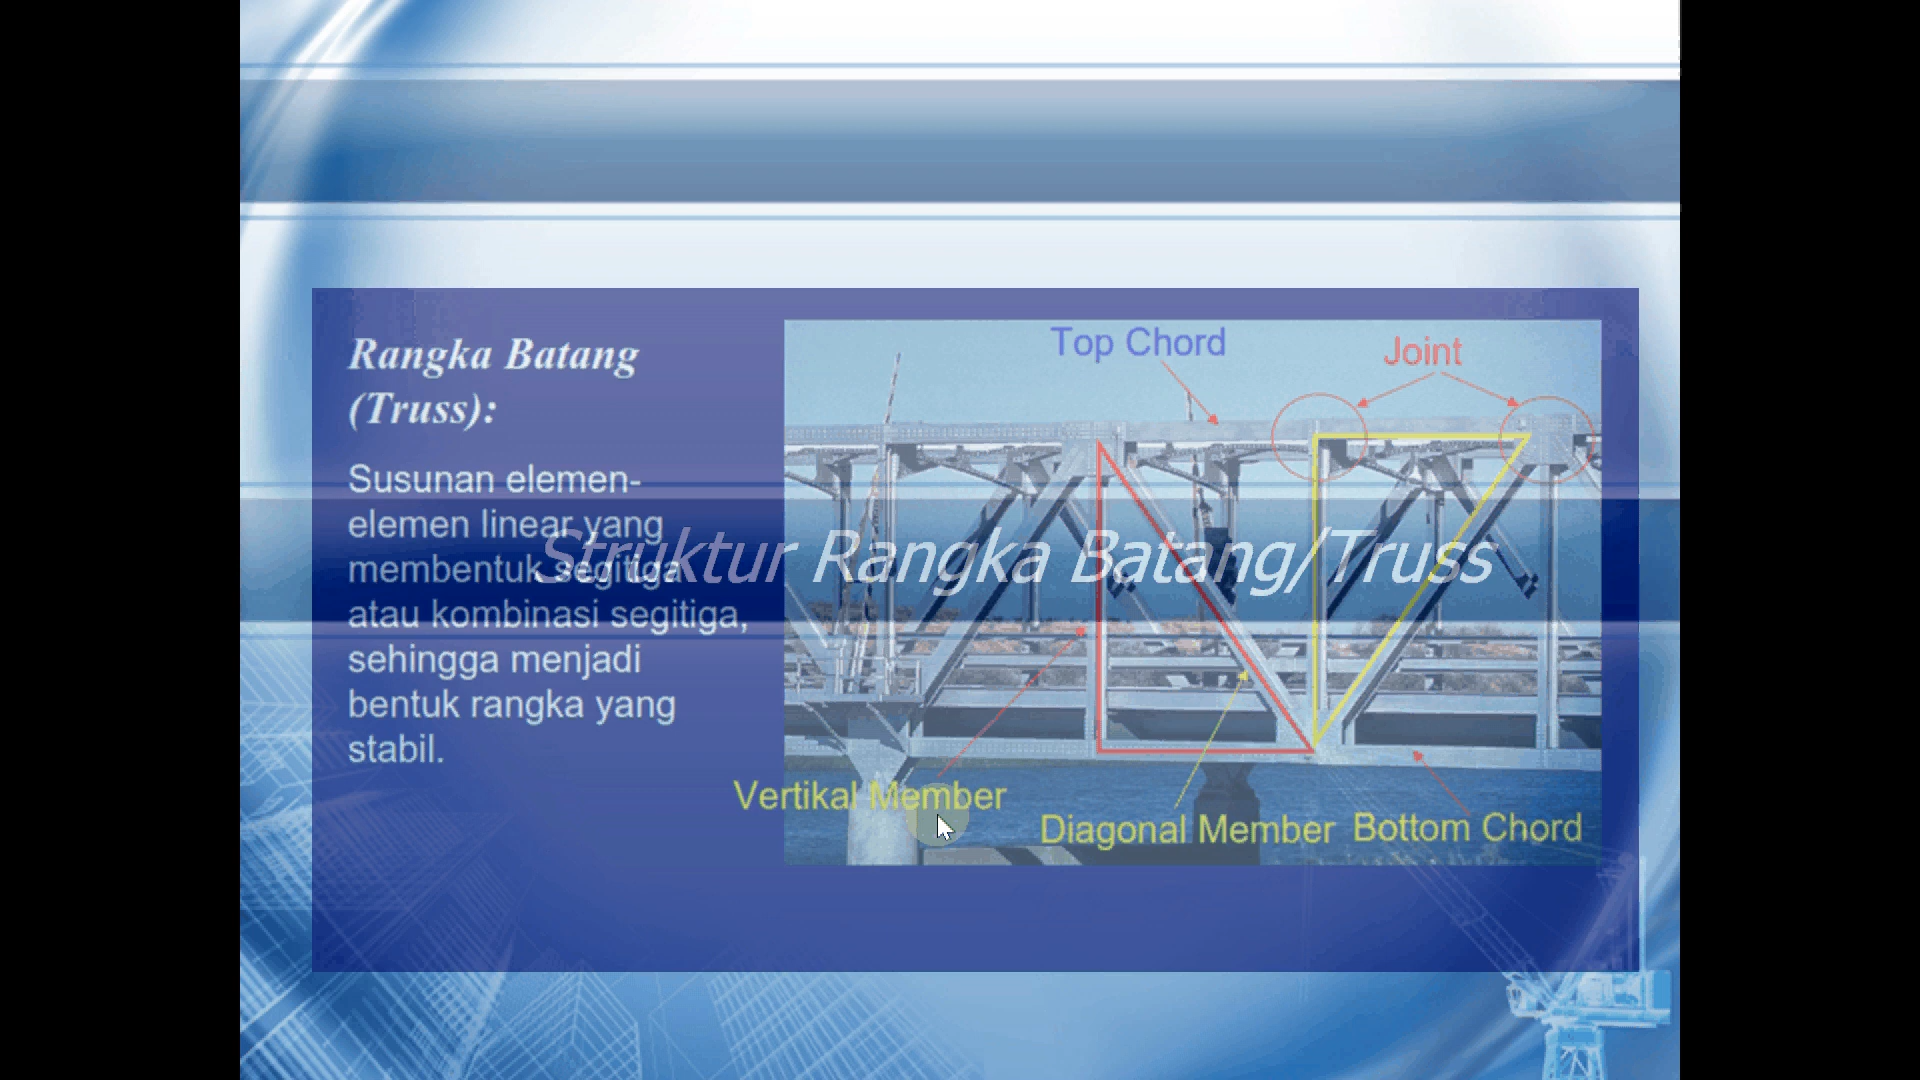 Rangka Batang
(Truss):
Susunan elemen-
elemen linear yang
membentuk segitiga
atau kombinasi segitiga,
sehingga menjadi
bentuk rangka yang
stabil.
Struktur Rangka Batang/Truss
Top Chord
Joint
Vertikal Member
Diagonal Member
Bottom Chord